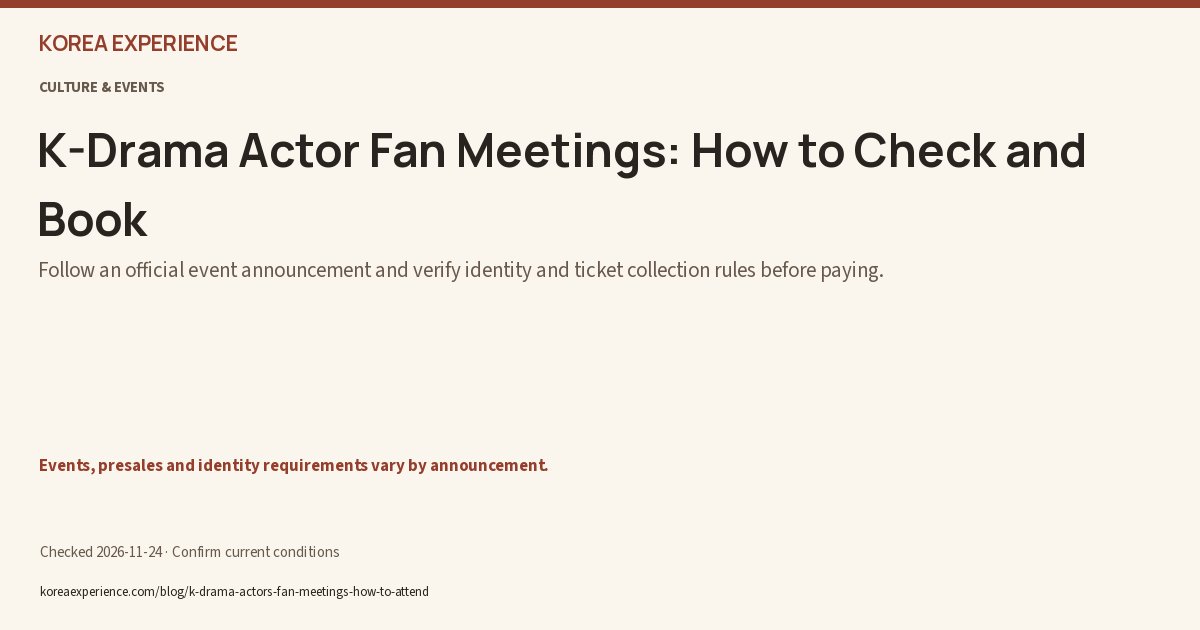 KOREA EXPERIENCE
CULTURE & EVENTS
K-Drama Actor Fan Meetings: How to Check and
Book
Follow an official event announcement and verify identity and ticket collection rules before paying.
Events, presales and identity requirements vary by announcement.
Checked 2026-11-24 · Confirm current conditions
koreaexperience.com/blog/k-drama-actors-fan-meetings-how-to-attend